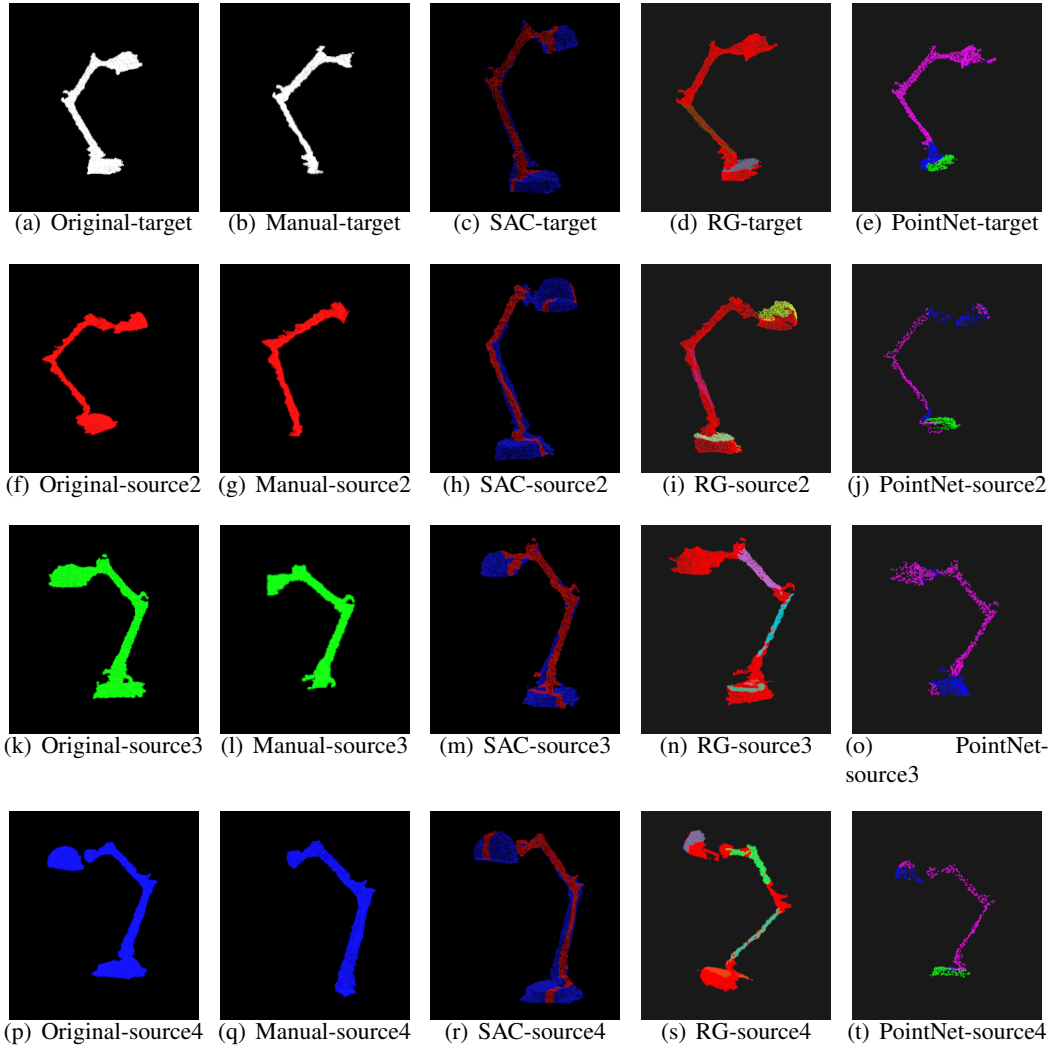 (a) Original-target (b) Manual-target (c) SAC-target (d) RG-target (e) PointNet-target
(f) Original-source2 (g) Manual-source2 (h) SAC-source2 (i) RG-source2 (j) PointNet-source2
(k) Original-source3 (l) Manual-source3 (m) SAC-source3 (n) RG-source3 (o) PointNet-
source3
(p) Original-source4 (q) Manual-source4 (r) SAC-source4 (s) RG-source4 (t) PointNet-source4